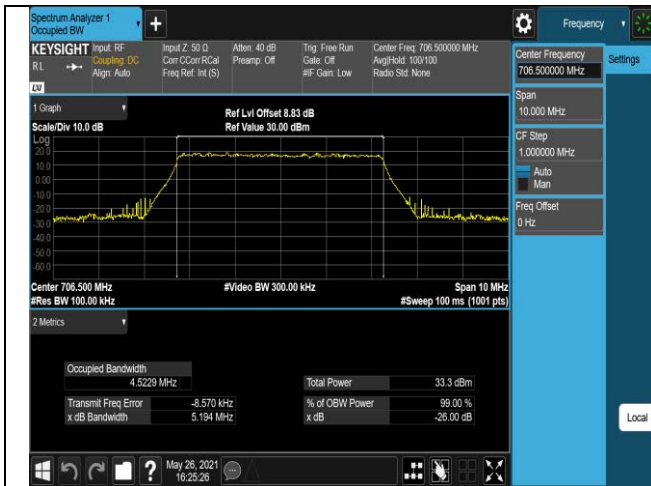 Spectrum Analyzer 1
Occupied BW
Frequency
KEYSIGHT
Input: RF
Input Z: 50 Ω
Atten: 40 dB
Trig: Free Run
Center Freq: 706.500000 MHz
RL
Coupling: DC
Corr CCorr RCal
Preamp: Off
Gate: Off
Avg|Hold: 100/100
Align: Auto
Freq Ref: Int (S)
#IF Gain: Low
Radio Std: None
LXI
1 Graph
Ref Lvl Offset 8.83 dB
Scale/Div 10.0 dB
Ref Value 30.00 dBm
Log
20.0
10.0
0.00
-10.0
-20.0
-30.0
-40.0
-50.0
-60.0
Center 706.500 MHz
#Video BW 300.00 kHz
Span 10 MHz
#Res BW 100.00 kHz
#Sweep 100 ms (1001 pts)
2 Metrics
Occupied Bandwidth
4.5229 MHz
Total Power
33.3 dBm
Transmit Freq Error
-8.570 kHz
% of OBW Power
99.00 %
x dB Bandwidth
5.194 MHz
x dB
-26.00 dB
May 26, 2021
16:25:26
Center Frequency
706.500000 MHz
Settings
Span
10.000 MHz
CF Step
1.000000 MHz
Auto
Man
Freq Offset
0 Hz
Local